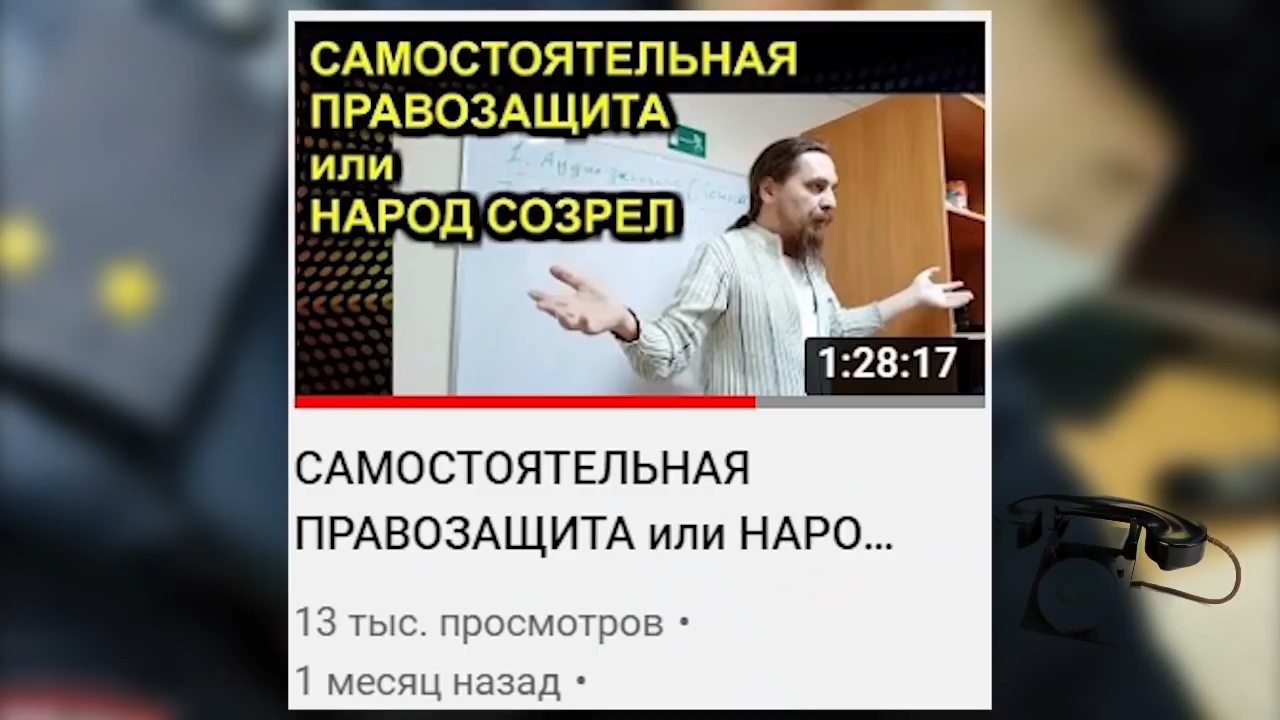 САМОСТОЯТЕЛЬНАЯ
ПРАВОЗАЩИТА
или
НАРОД СОЗРЕЛ
1:28:17
САМОСТОЯТЕЛЬНАЯ
ПРАВОЗАЩИТА или НАРО...
13 тыс. просмотров •
1 месяц назад •